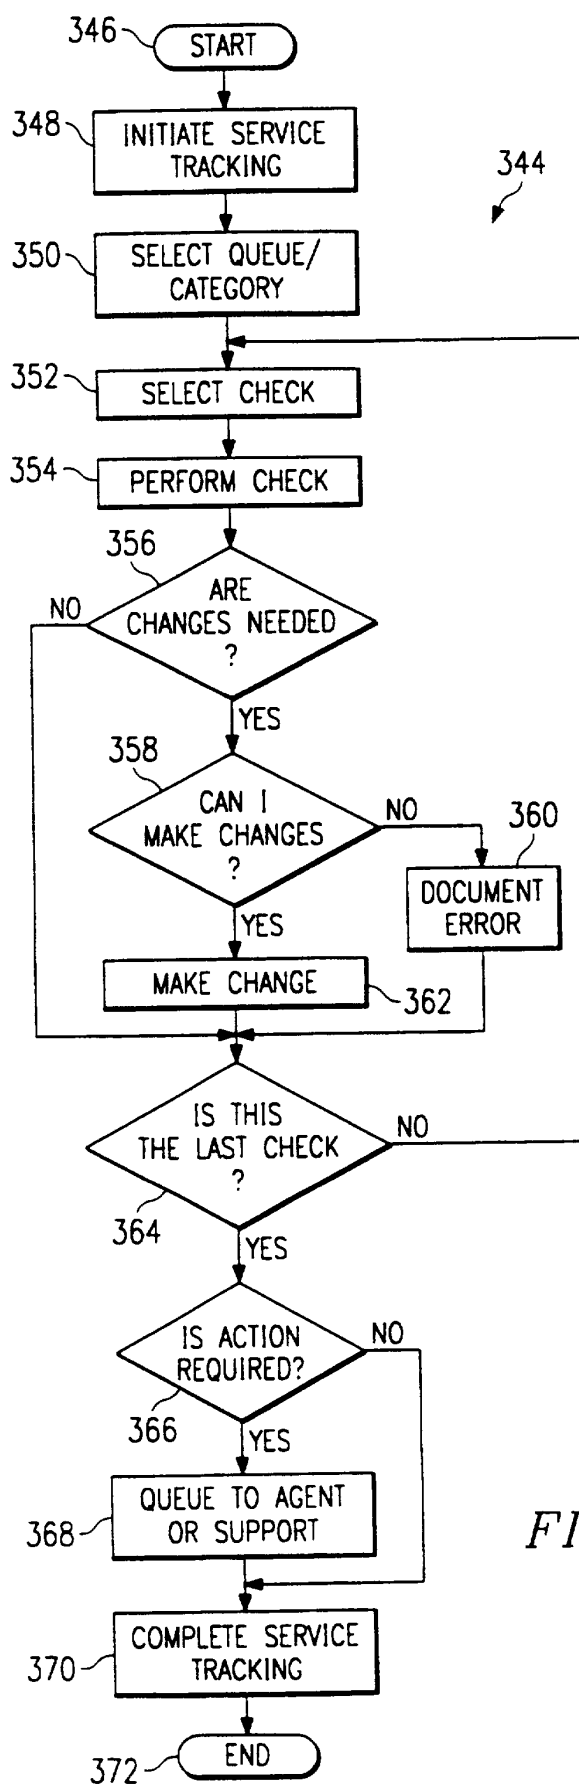 346
START
348
INITIATE SERVICE
TRACKING
344
350
SELECT QUEUE/
CATEGORY
352
SELECT CHECK
354
PERFORM CHECK
356
ARE
CHANGES NEEDED
?
NO
YES
358
CAN I
MAKE CHANGES
?
NO
360
DOCUMENT
ERROR
YES
MAKE CHANGE
362
IS THIS
THE LAST CHECK
?
NO
364
YES
IS ACTION
REQUIRED?
NO
366
YES
QUEUE TO AGENT
OR SUPPORT
368
FI
COMPLETE SERVICE
TRACKING
370
END
372